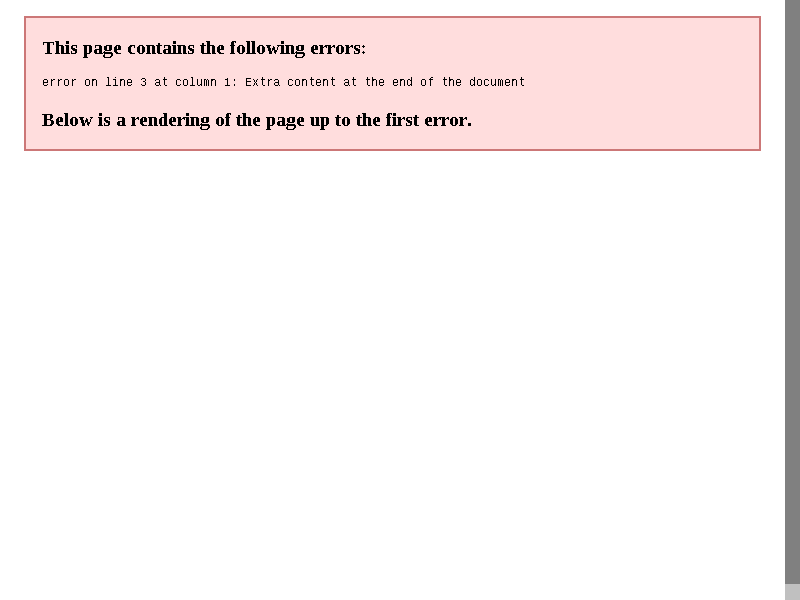 This page contains the following errors:
error on line 3 at column 1: Extra content at the end of the document
Below is a rendering of the page up to the first error.